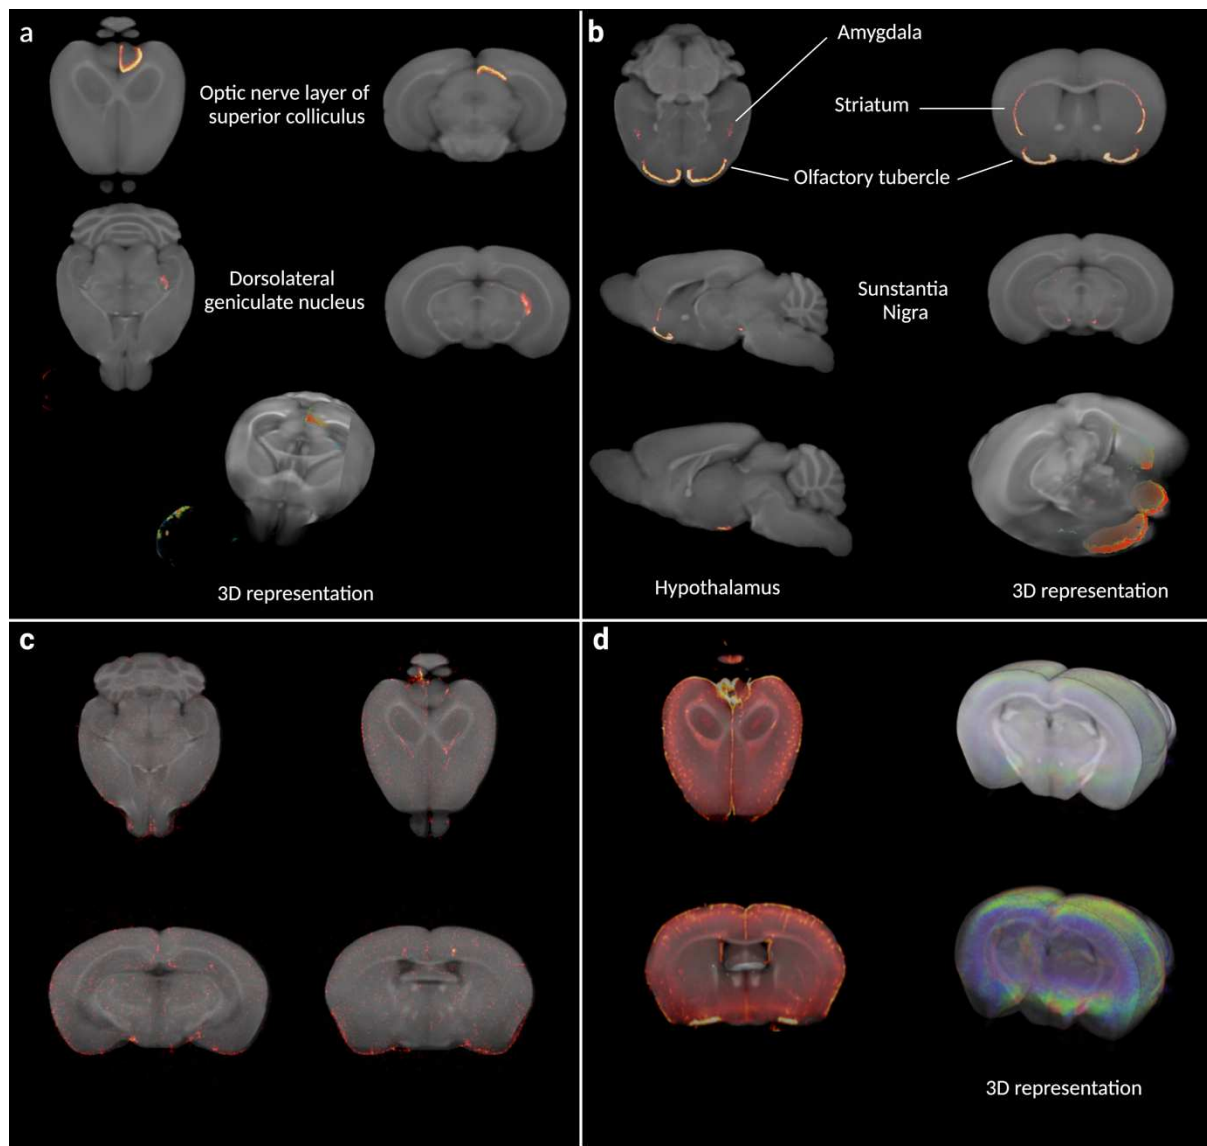 a
Optic nerve layer of
superior colliculus
Dorsolateral
geniculate nucleus
3D representation
b
Amygdala
Striatum
Olfactory tubercle
Sunstantia
Nigra
Hypothalamus
3D representation
c
d
3D representation